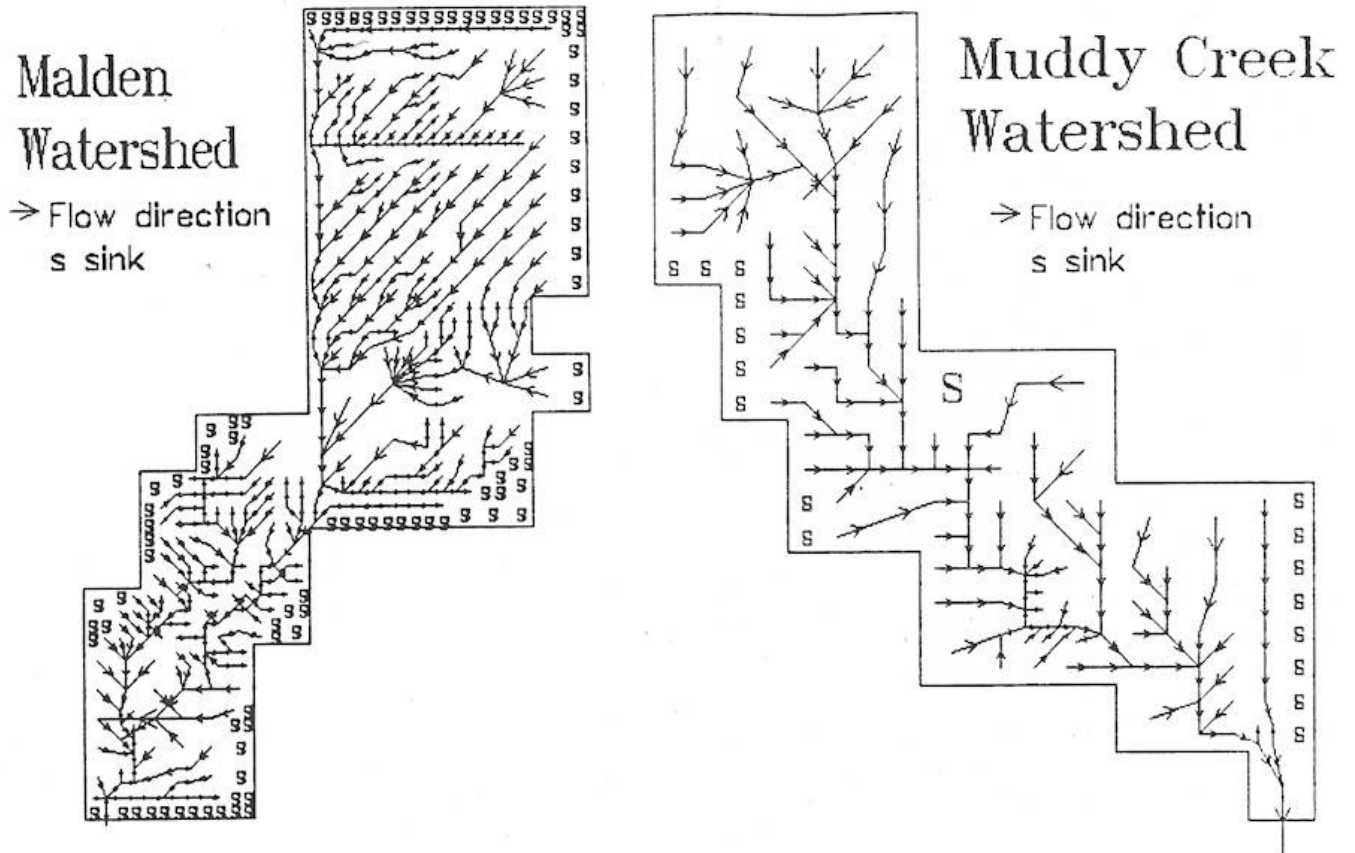 Malden
Watershed
Flow direction
s sink
Muddy Creek
Watershed
Flow direction
s sink
S